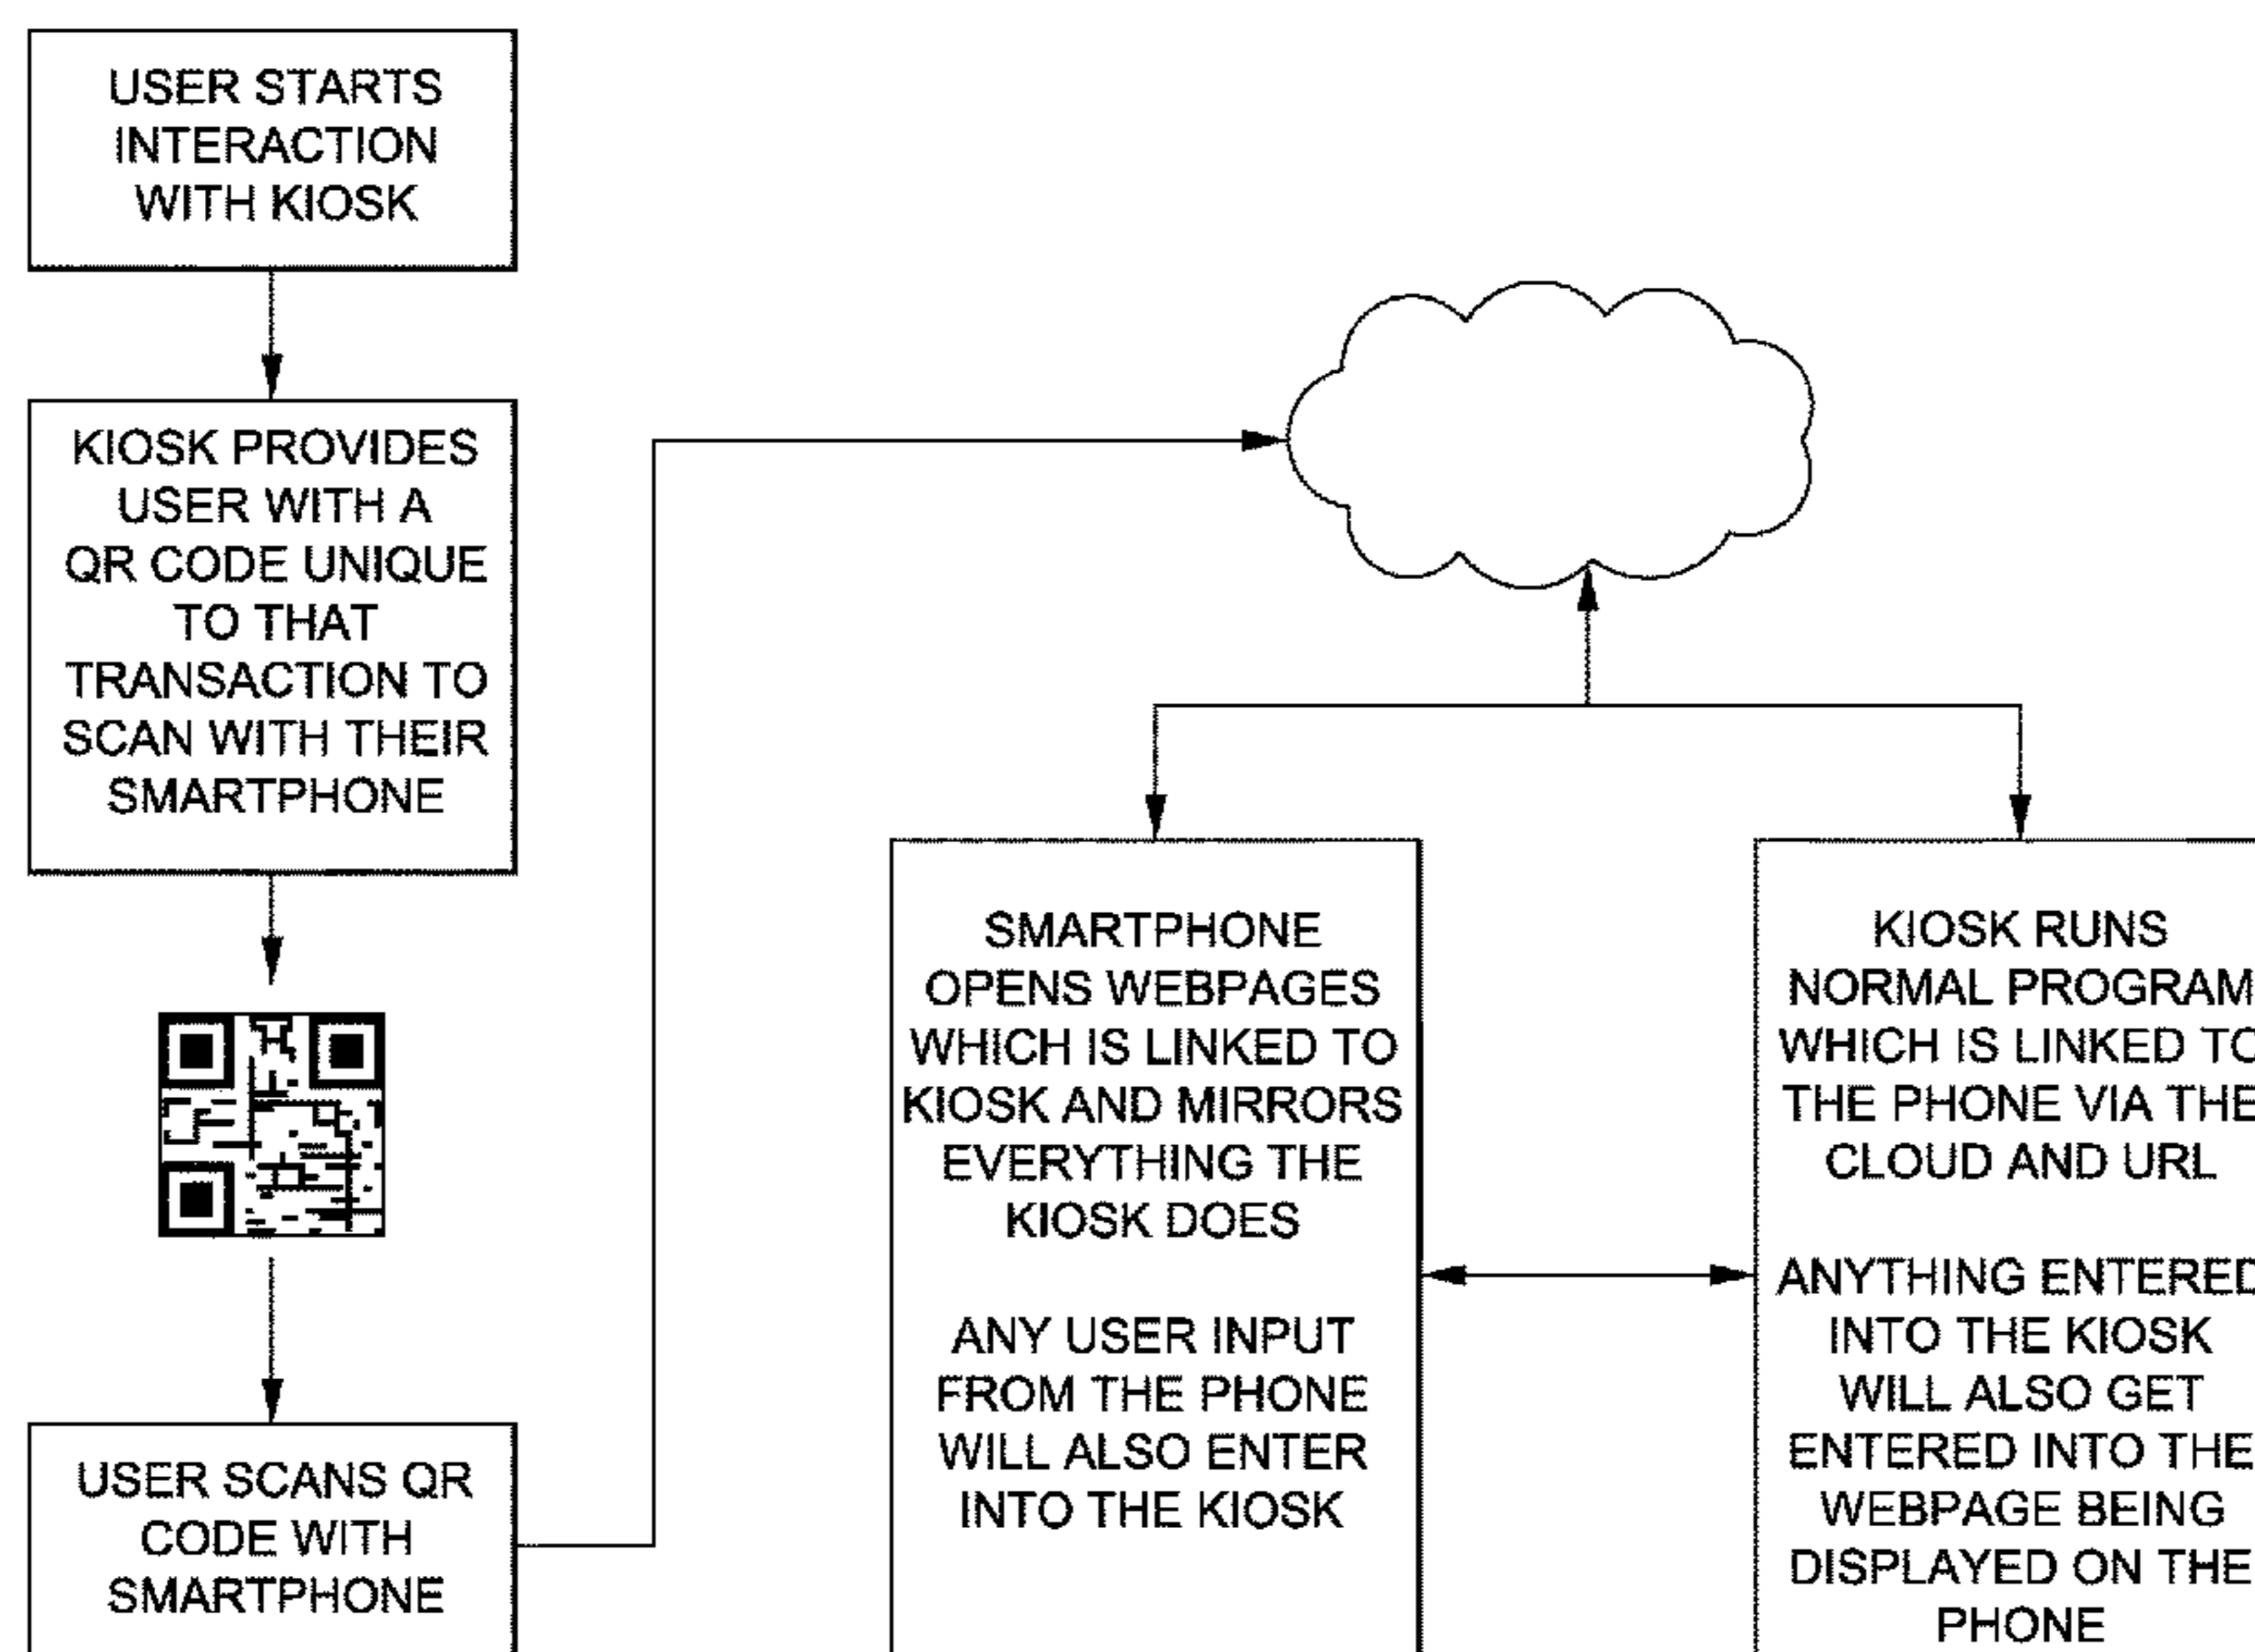 USER STARTS
INTERACTION
WITH KIOSK
KIOSK PROVIDES
USER WITH A
QR CODE UNIQUE
TO THAT
TRANSACTION TO
SCAN WITH THEIR
SMARTPHONE
USER SCANS QR
CODE WITH
SMARTPHONE
SMARTPHONE
OPENS WEBPAGES
WHICH IS LINKED TO
KIOSK AND MIRRORS
EVERYTHING THE
KIOSK DOES
ANY USER INPUT
FROM THE PHONE
WILL ALSO ENTER
INTO THE KIOSK
KIOSK RUNS
NORMAL PROGRAM
WHICH IS LINKED TO
THE PHONE VIA THE
CLOUD AND URL
ANYTHING ENTERED
INTO THE KIOSK
WILL ALSO GET
ENTERED INTO THE
WEBPAGE BEING
DISPLAYED ON THE
PHONE